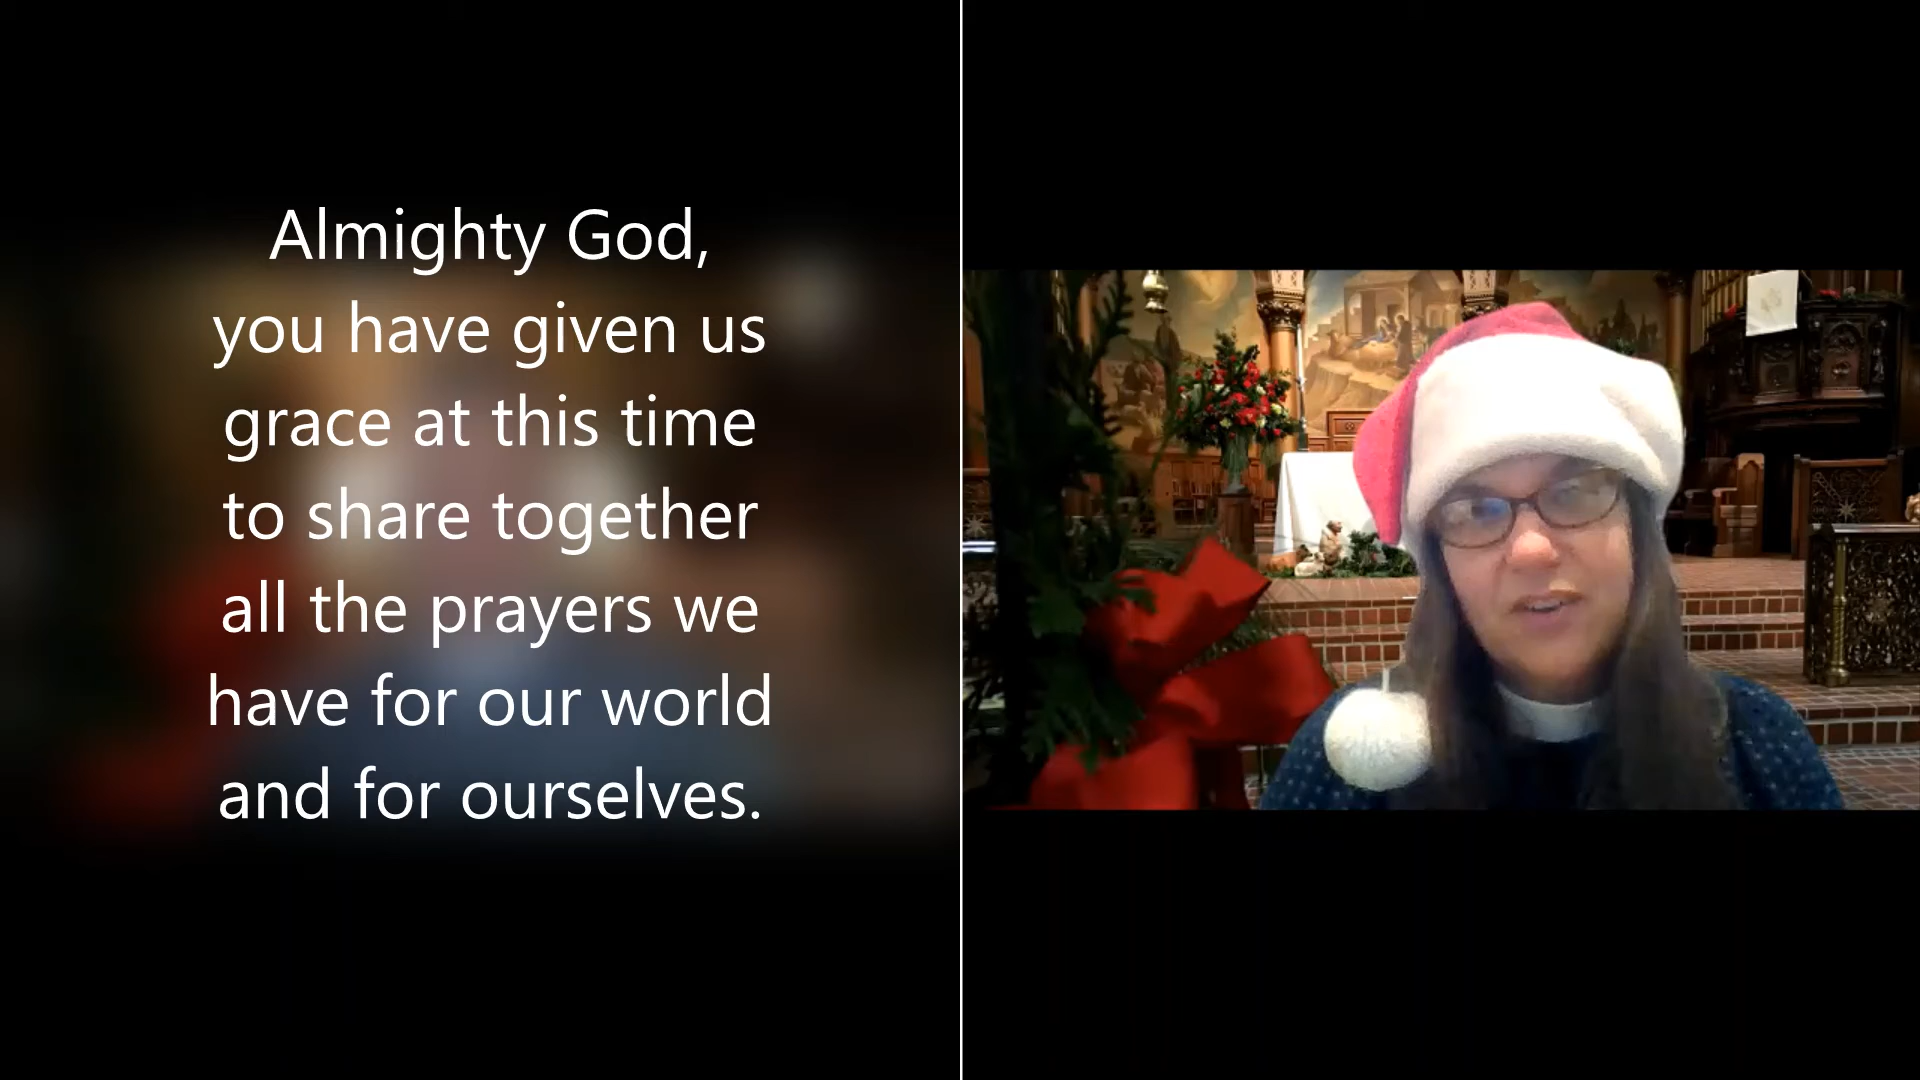 Almighty God,
you have given us
grace at this time
to share together
all the prayers we
have for our world
and for ourselves.